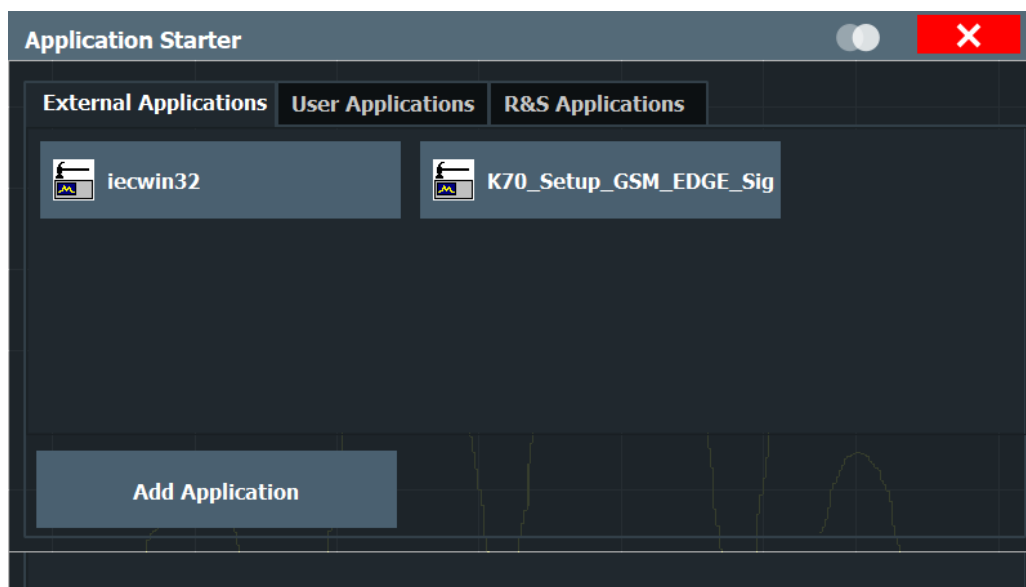 Application Starter
External Applications User Applications R&S Applications
iecwin32 K70_Setup_GSM_EDGE_Sig
Add Application